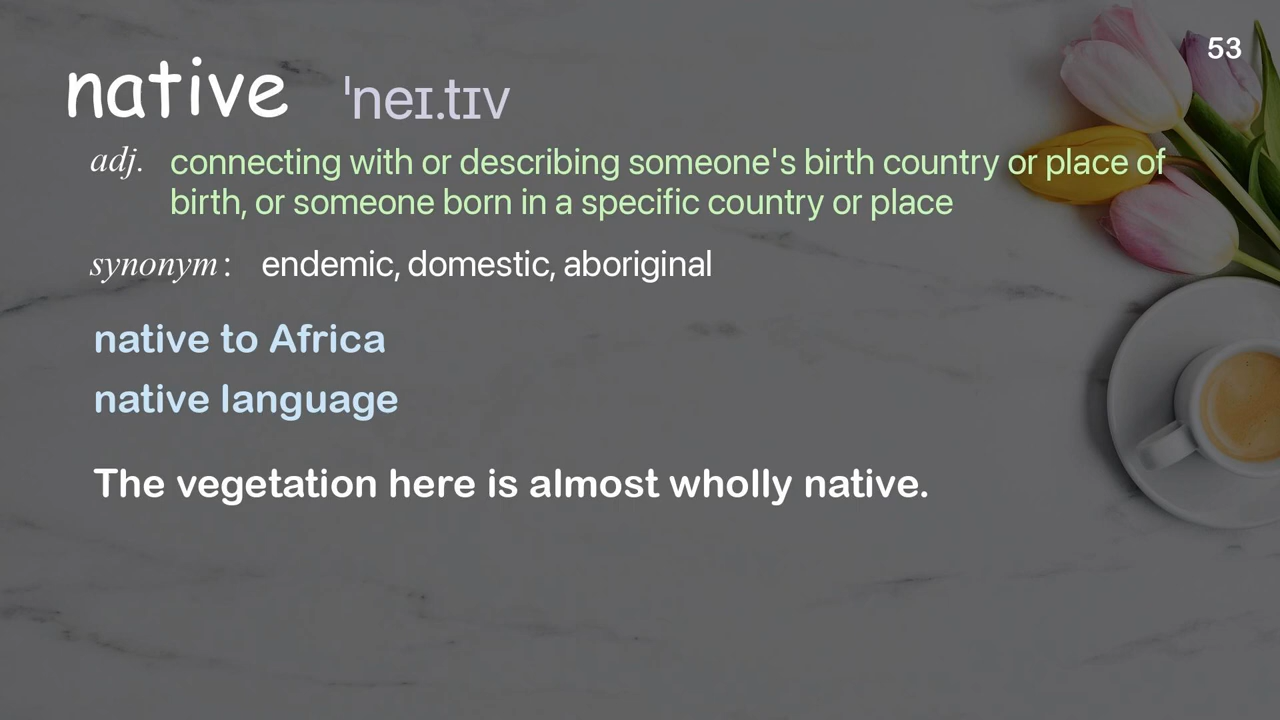 53
native ˈneɪ.tɪv
adj. connecting with or describing someone's birth country or place of
birth, or someone born in a specific country or place
synonym : endemic, domestic, aboriginal
native to Africa
native language
The vegetation here is almost wholly native.